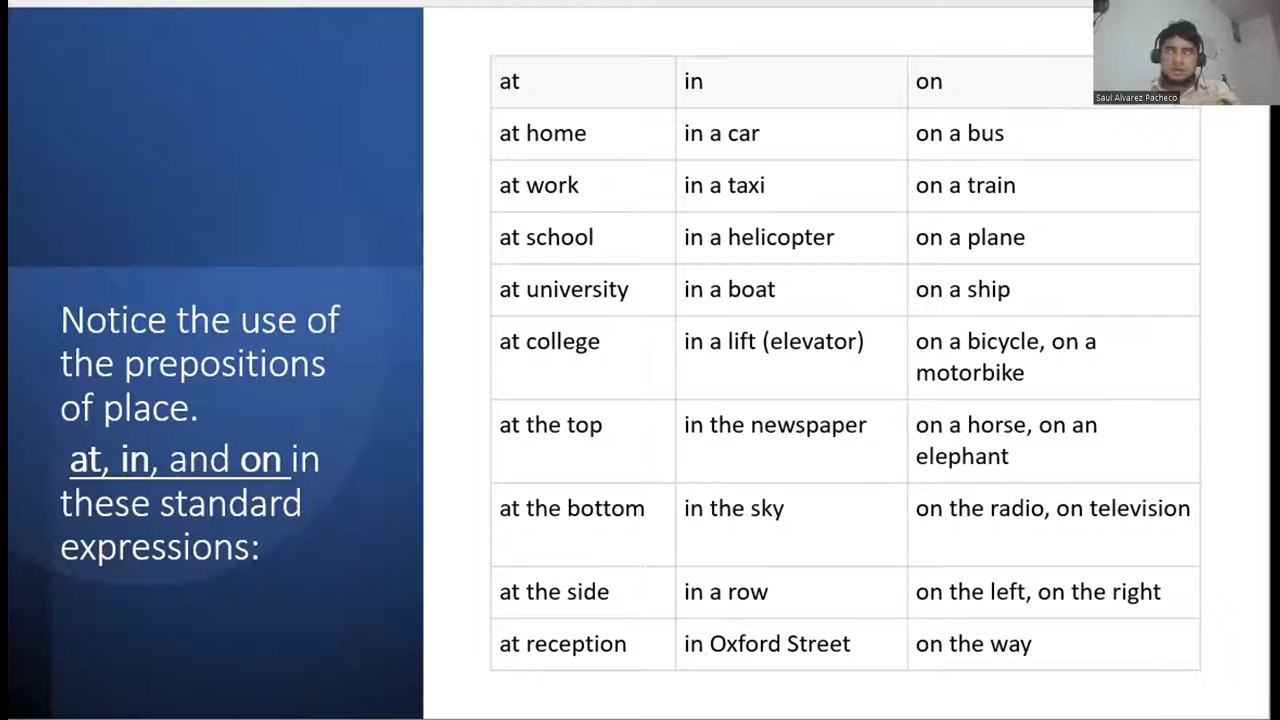 Notice the use of
the prepositions
of place.
at, in, and on in
these standard
expressions:
at in on
at home in a car on a bus
at work in a taxi on a train
at school in a helicopter on a plane
at university in a boat on a ship
at college in a lift (elevator) on a bicycle, on a
motorbike
at the top in the newspaper on a horse, on an
elephant
at the bottom in the sky on the radio, on television
at the side in a row on the left, on the right
at reception in Oxford Street on the way
Saul Alvarez Pacheco